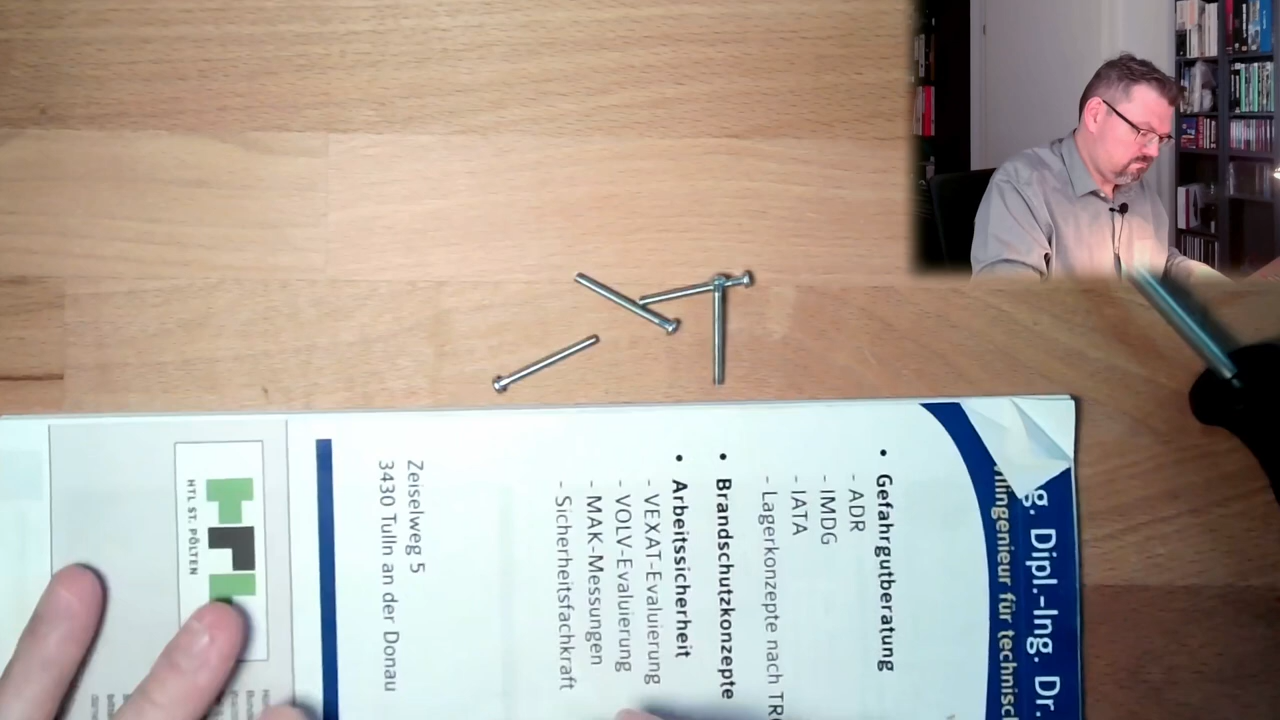 g. Dipl.-Ing. Dr.
ingenieur für technisch
• Gefahrgutberatung
- ADR
- IMDG
- IATA
- Lagerkonzepte nach TR
• Brandschutzkonzepte
• Arbeitssicherheit
- VEXAT-Evaluierung
- VOLV-Evaluierung
- MAK-Messungen
- Sicherheitsfachkraft
Zeiselweg 5
3430 Tulln an der Donau
HTL ST. PÖLTEN